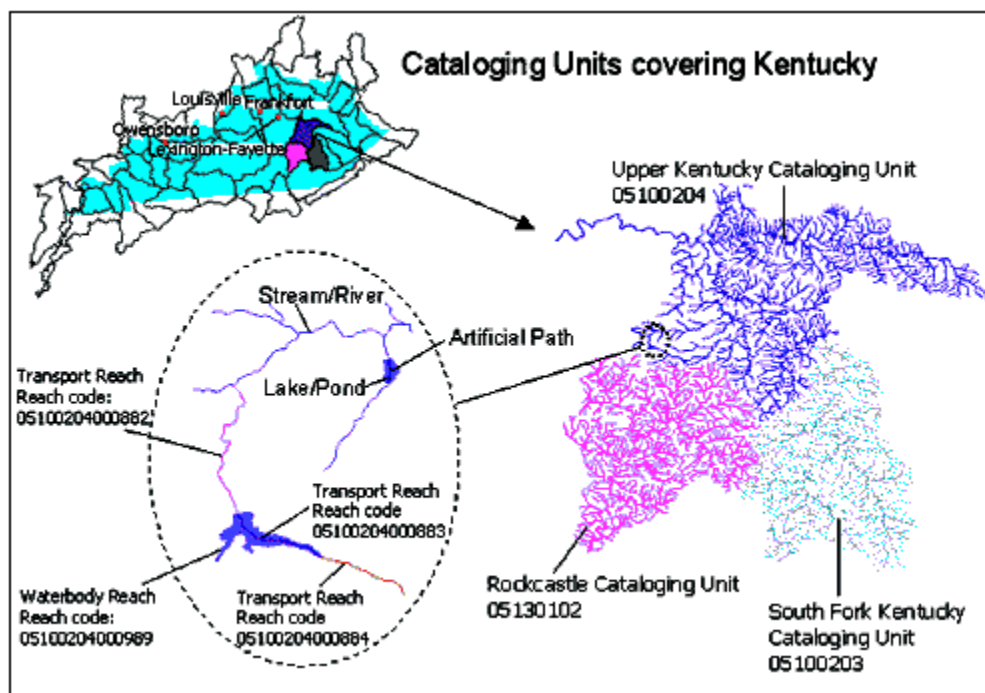 Cataloging Units covering Kentucky
Louisville
Frankfort
Owensboro
Lexington-Fayette
Upper Kentucky Cataloging Unit
05100204
Stream/River
Artificial Path
Lake/Pond
Transport Reach
Reach code:
05100204000882
Transport Reach
Reach code
05100204000883
Waterbody Reach
Reach code:
05100204000989
Transport Reach
Reach code
05100204000884
Rockcastle Cataloging Unit
05130102
South Fork Kentucky
Cataloging Unit
05100203